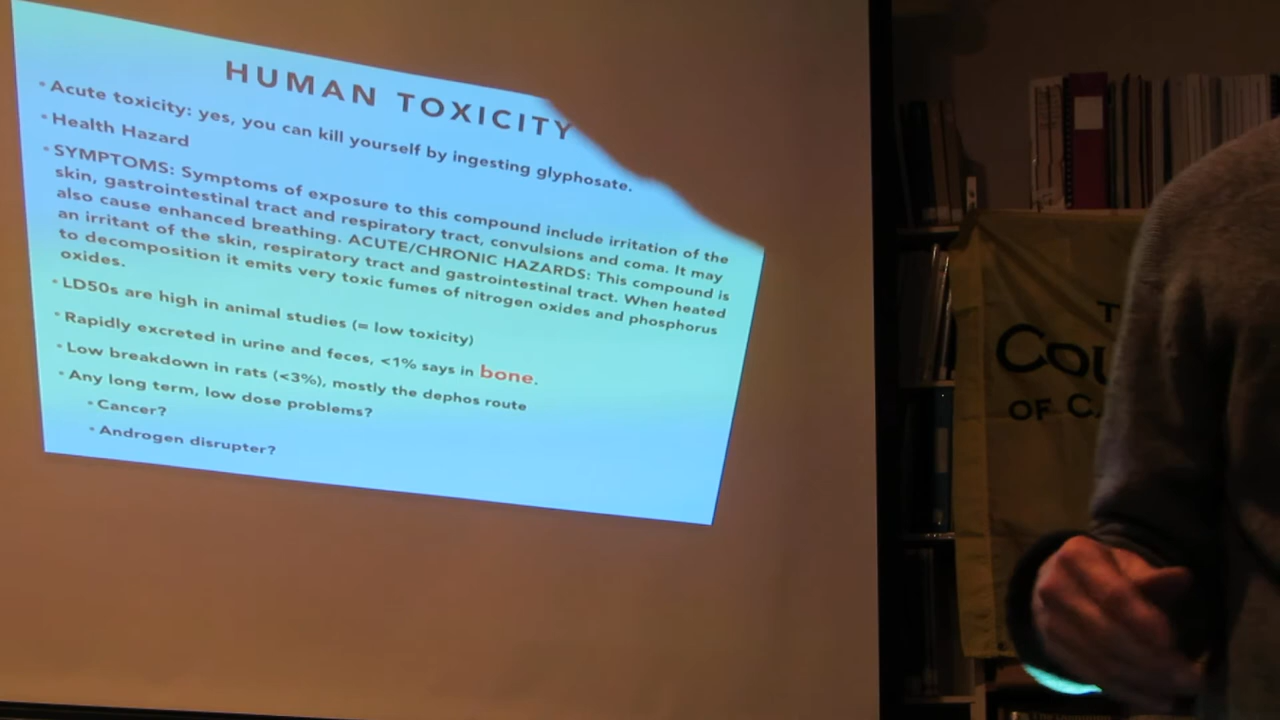 HUMAN TOXICITY
• Acute toxicity: yes, you can kill yourself by ingesting glyphosate.
• Health Hazard
• SYMPTOMS: Symptoms of exposure to this compound include irritation of the
skin, gastrointestinal tract and respiratory tract, convulsions and coma. It may
also cause enhanced breathing. ACUTE/CHRONIC HAZARDS: This compound is
an irritant of the skin, respiratory tract and gastrointestinal tract. When heated
to decomposition it emits very toxic fumes of nitrogen oxides and phosphorus
oxides.
• LD50s are high in animal studies (= low toxicity)
• Rapidly excreted in urine and feces, <1% says in bone.
• Low breakdown in rats (<3%), mostly the dephos route
• Any long term, low dose problems?
• Cancer?
• Androgen disrupter?
T
COU
OF CA